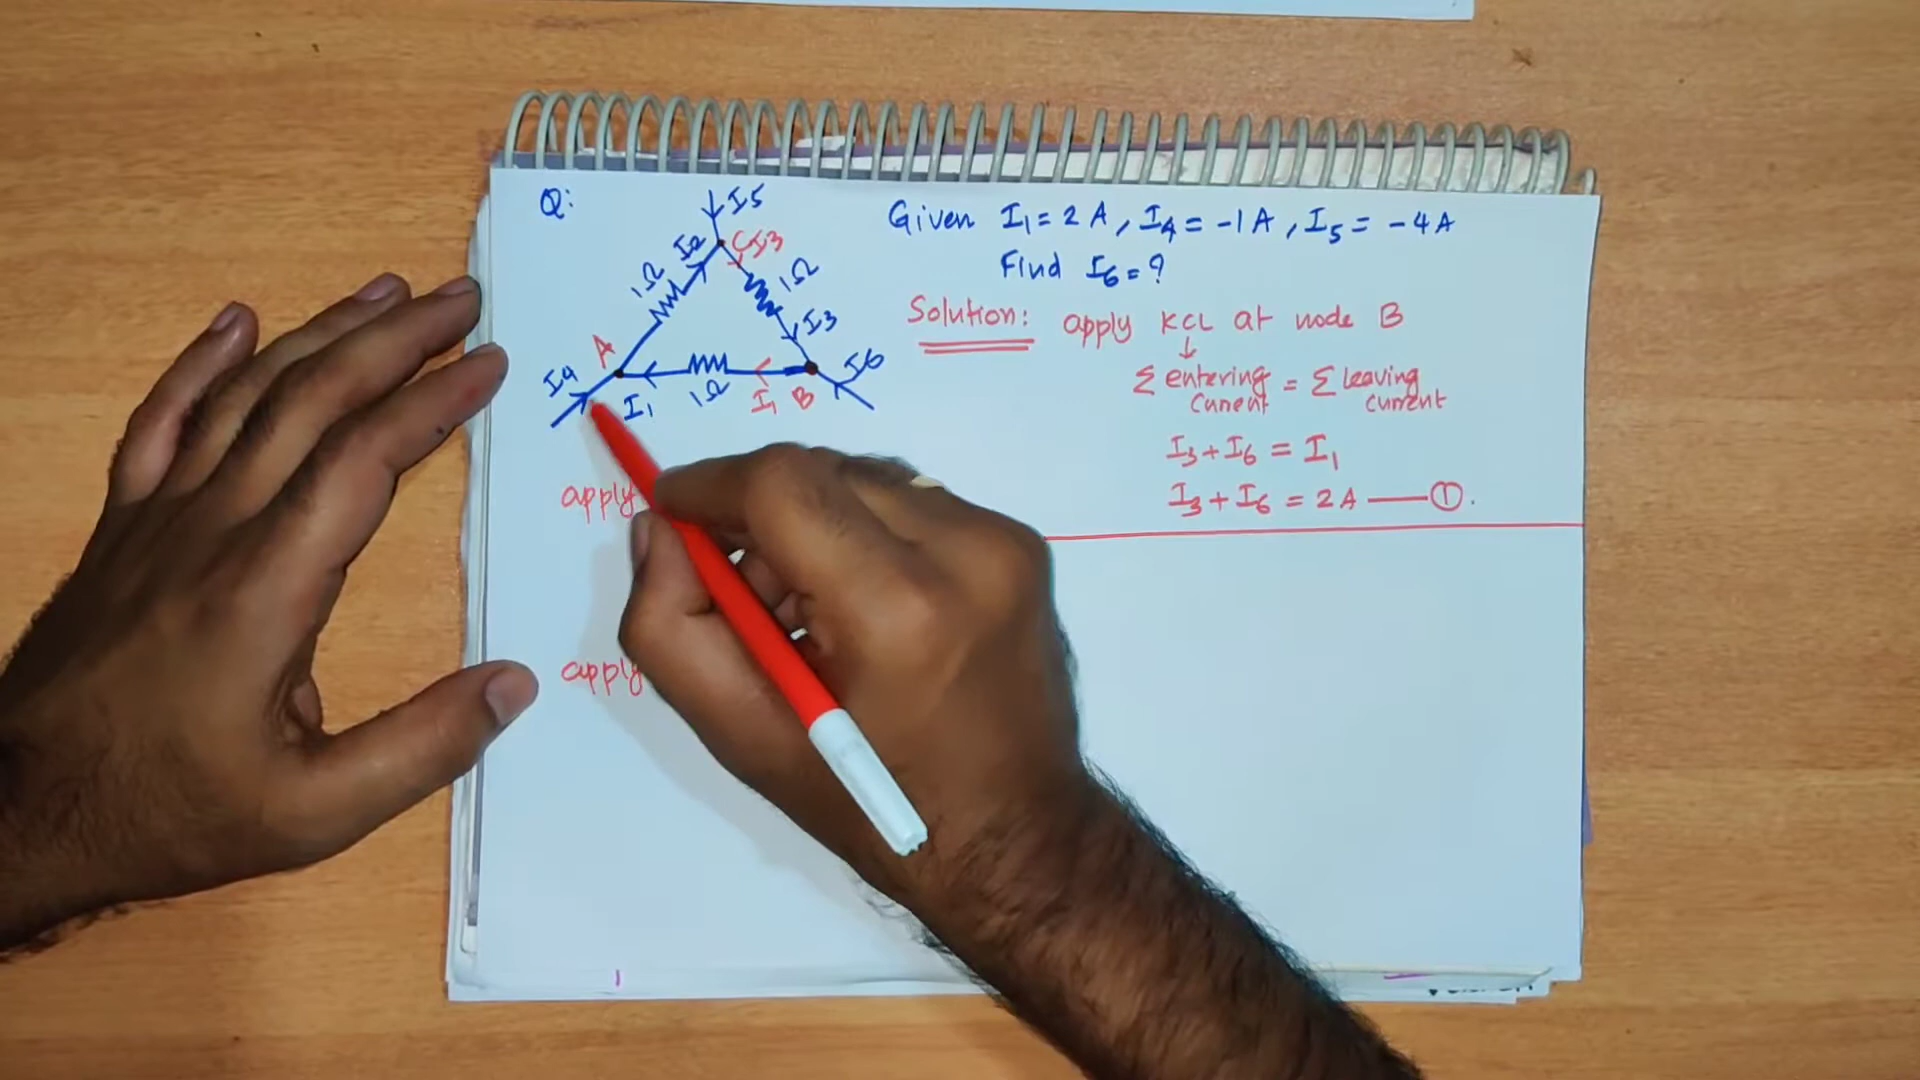 Q:
I5
I2
C I3
1Ω
1Ω
I3
A
I4
I1
1Ω
I1 B
I6
Given I1 = 2 A, I4 = -1 A, I5 = -4 A
Find I6 = ?
Solution: apply KCL at node B
↓
Σ entering current = Σ leaving current
I3 + I6 = I1
I3 + I6 = 2 A —— ①.
apply
apply